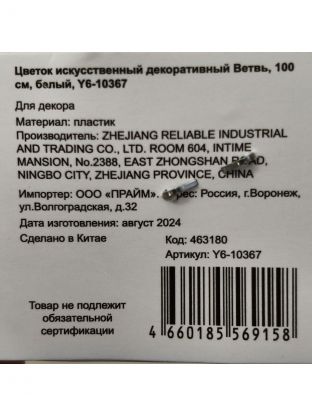 Цветок искусственный декоративный Ветвь, 100
см, белый, Y6-10367
Для декора
Материал: пластик
Производитель: ZHEJIANG RELIABLE INDUSTRIAL
AND TRADING CO., LTD. ROOM 604, INTIME
MANSION, No.2388, EAST ZHONGSHAN ROAD,
NINGBO CITY, ZHEJIANG PROVINCE, CHINA
Импортер: ООО «ПРАЙМ». Адрес: Россия, г.Воронеж,
ул.Волгоградская, д.32
Дата изготовления: август 2024
Сделано в Китае
Код: 463180
Артикул: Y6-10367
Товар не подлежит
обязательной
сертификации
4 660185 569158